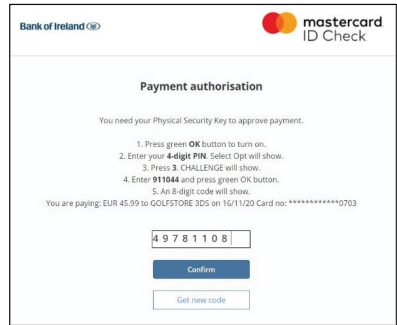 Bank of Ireland
mastercard
ID Check
Payment authorisation
You need your Physical Security Key to approve payment.
1. Press green OK button to turn on.
2. Enter your 4-digit PIN. Select Opt will show.
3. Press 3. CHALLENGE will show.
4. Enter 911044 and press green OK button.
5. An 8-digit code will show.
You are paying: EUR 45.99 to GOLFSTORE 3DS on 16/11/20 Card no: ************0703
49781108
Confirm
Get new code